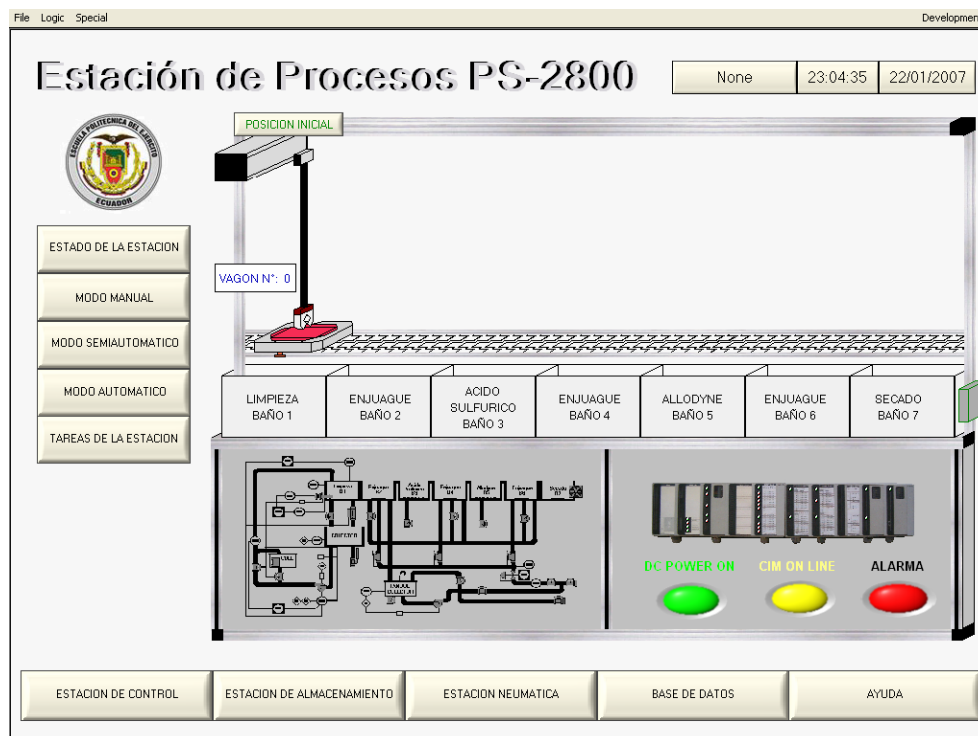 File Logic Special Development
Estación de Procesos PS-2800
None 23:04:35 22/01/2007
POSICION INICIAL
ESCUELA POLITECNICA DEL EJERCITO
ECUADOR
ESTADO DE LA ESTACION
MODO MANUAL
MODO SEMIAUTOMATICO
MODO AUTOMATICO
TAREAS DE LA ESTACION
VAGON N°: 0
LIMPIEZA
BAÑO 1
ENJUAGUE
BAÑO 2
ACIDO
SULFURICO
BAÑO 3
ENJUAGUE
BAÑO 4
ALLODYNE
BAÑO 5
ENJUAGUE
BAÑO 6
SECADO
BAÑO 7
DC POWER ON
CIM ON LINE
ALARMA
ESTACION DE CONTROL
ESTACION DE ALMACENAMIENTO
ESTACION NEUMATICA
BASE DE DATOS
AYUDA